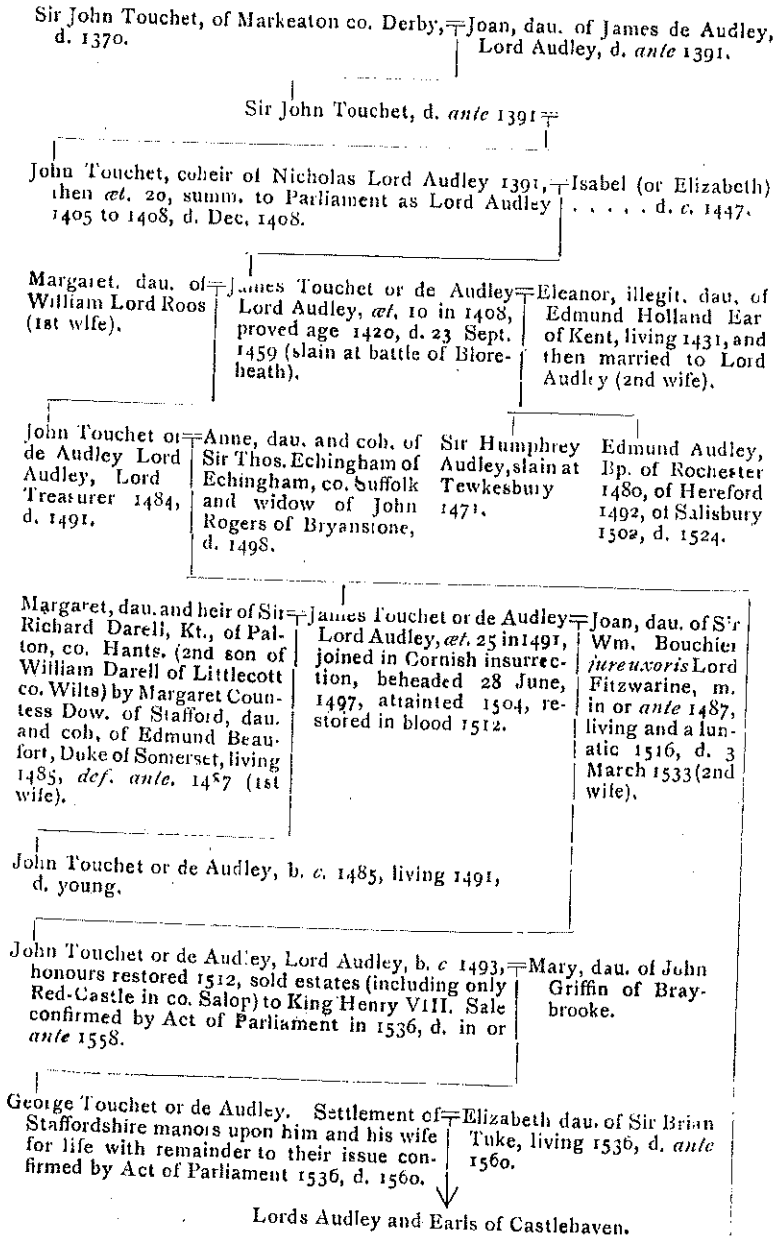 Sir John Touchet, of Markeaton co. Derby,
d. 1370.
Joan, dau. of James de Audley,
Lord Audley, d. ante 1391.
Sir John Touchet, d. ante 1391
John Touchet, coheir of Nicholas Lord Audley 1391,
then æt. 20, summ. to Parliament as Lord Audley
1405 to 1408, d. Dec. 1408.
Isabel (or Elizabeth)
. . . . . d. c. 1447.
Margaret, dau. of
William Lord Roos
(1st wife).
James Touchet or de Audley
Lord Audley, æt. 10 in 1408,
proved age 1420, d. 23 Sept.
1459 (slain at battle of Bloreheath).
Eleanor, illegit. dau. of
Edmund Holland Ear
of Kent, living 1431, and
then married to Lord
Audley (2nd wife).
John Touchet or
de Audley Lord
Audley, Lord
Treasurer 1484,
d. 1491.
Anne, dau. and coh. of
Sir Thos. Echingham of
Echingham, co. Suffolk
and widow of John
Rogers of Bryanstone,
d. 1498.
Sir Humphrey
Audley, slain at
Tewkesbury
1471.
Edmund Audley,
Bp. of Rochester
1480, of Hereford
1492, of Salisbury
1502, d. 1524.
Margaret, dau. and heir of Sir
Richard Darell, Kt., of Palton,
co. Hants. (2nd son of
William Darell of Littlecott
co. Wilts) by Margaret Countess
Dow. of Stafford, dau.
and coh. of Edmund Beaufort,
Duke of Somerset, living
1485, def. ante. 1487 (1st
wife).
James Touchet or de Audley
Lord Audley, æt. 25 in 1491,
joined in Cornish insurrection,
beheaded 28 June,
1497, attainted 1504, restored
in blood 1512.
Joan, dau. of Sir
Wm. Bouchier
jure uxoris Lord
Fitzwarine, m.
in or ante 1487,
living and a lunatic
1516, d. 3
March 1533 (2nd
wife).
John Touchet or de Audley, b. c. 1485, living 1491,
d. young.
John Touchet or de Audley, Lord Audley, b. c 1493,
honours restored 1512, sold estates (including only
Red-Castle in co. Salop) to King Henry VIII. Sale
confirmed by Act of Parliament in 1536, d. in or
ante 1558.
Mary, dau. of John
Griffin of Braybrooke.
George Touchet or de Audley. Settlement of
Staffordshire manors upon him and his wife
for life with remainder to their issue confirmed
by Act of Parliament 1536, d. 1560.
Elizabeth dau. of Sir Brian
Tuke, living 1536, d. ante
1560.
Lords Audley and Earls of Castlehaven.